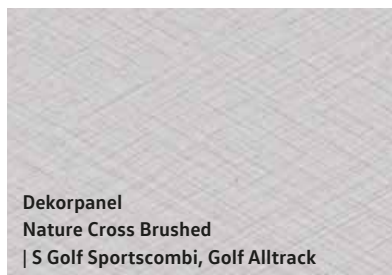 Dekorpanel
Nature Cross Brushed
| S Golf Sportscombi, Golf Alltrack